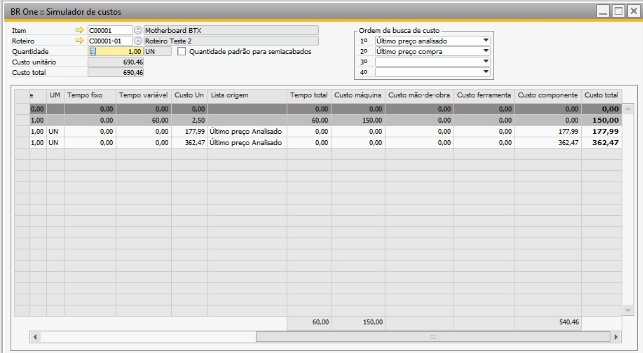 BR One :: Simulador de custos
Item C00001 Motherboard BTX
Roteiro C00001-01 Roteiro Teste 2
Quantidade 1,00 UN Quantidade padrão para semiacabados
Custo unitário 690,46
Custo total 690,46
Ordem de busca de custo
1º Último preço analisado
2º Último preço compra
3º
4º
e UM Tempo fixo Tempo variável Custo Un Lista origem Tempo total Custo máquina Custo mão-de-obra Custo ferramenta Custo componente Custo total
0,00 0,00 0,00 0,00 0,00 0,00 0,00 0,00 0,00 0,00
1,00 0,00 60,00 2,50 60,00 150,00 0,00 0,00 0,00 150,00
1,00 UN 0,00 0,00 177,99 Último preço Analisado 0,00 0,00 0,00 0,00 177,99 177,99
1,00 UN 0,00 0,00 362,47 Último preço Analisado 0,00 0,00 0,00 0,00 362,47 362,47
60,00 150,00 540,46